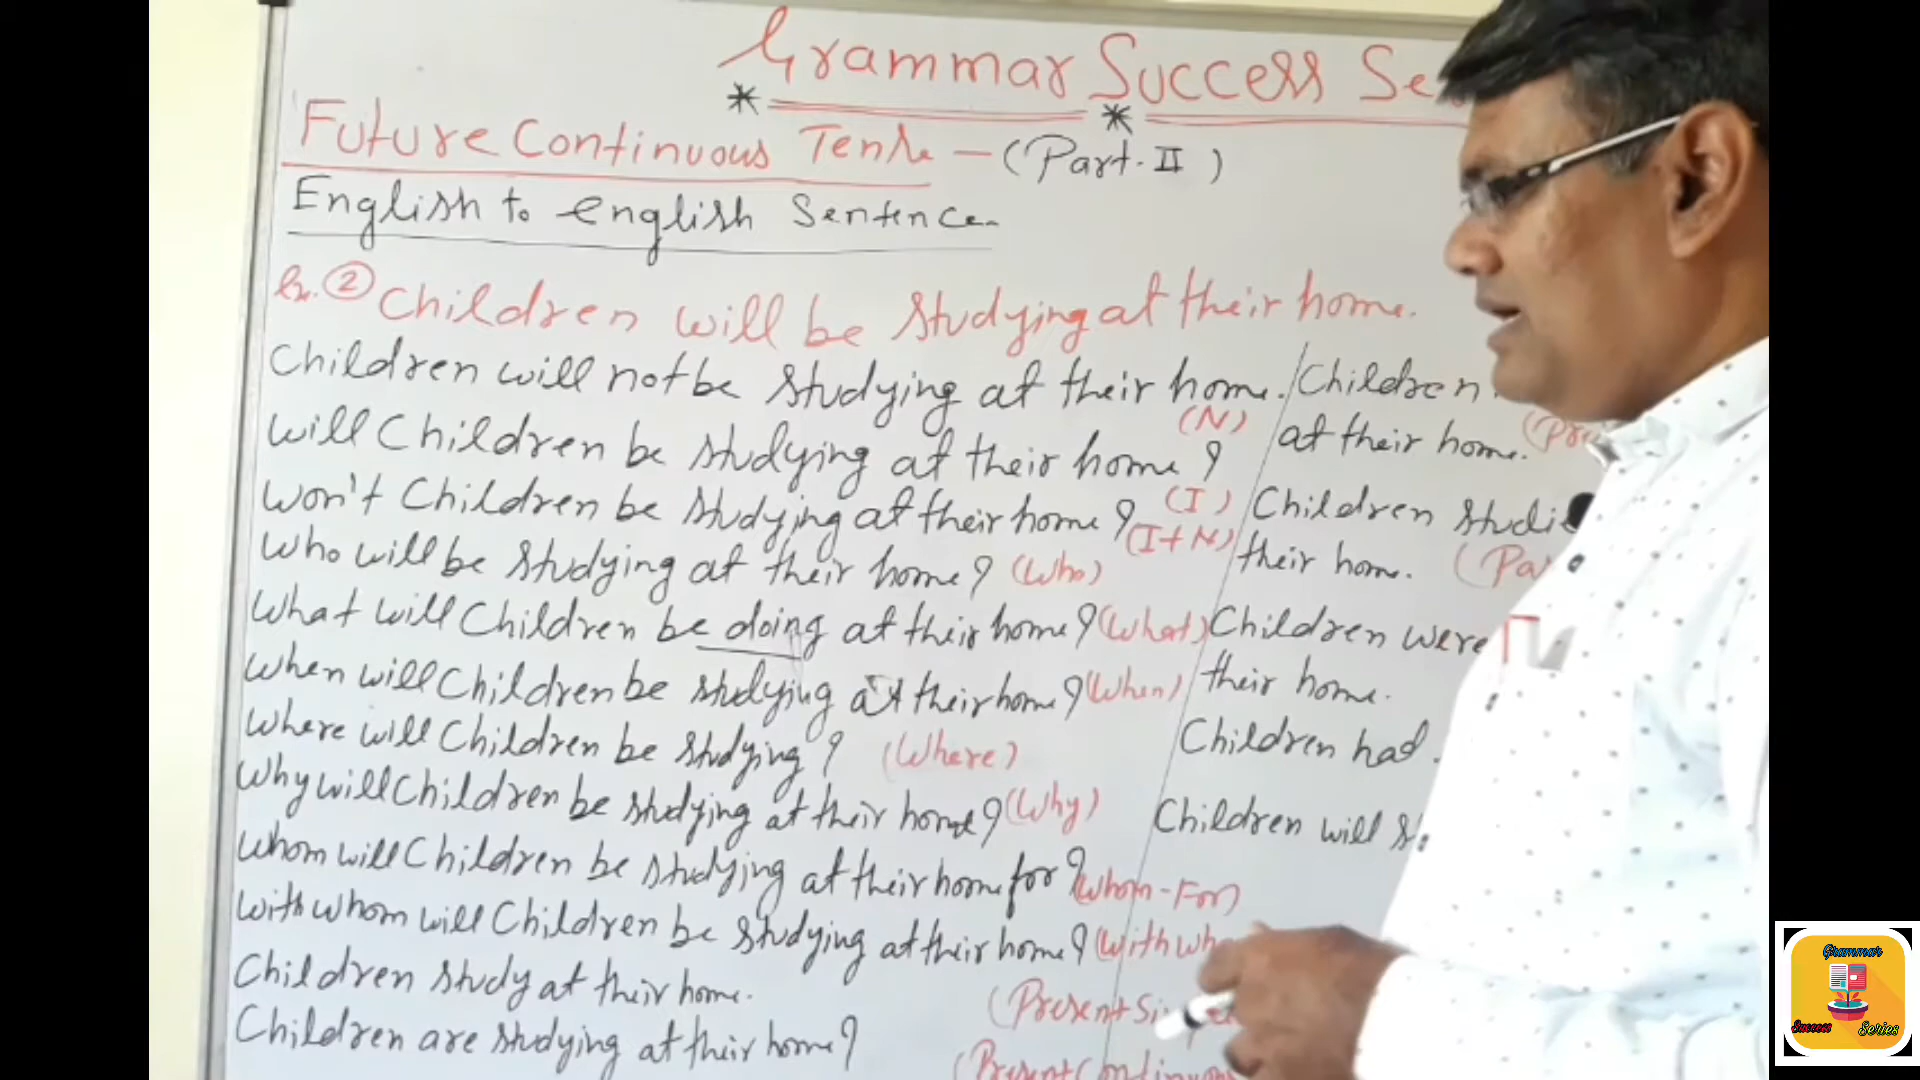 Grammar Success Se
* *
Future Continuous Tense - (Part-II)
English to English Sentence-
Ex. ② Children will be studying at their home.
Children will not be studying at their home. (N)
Will Children be studying at their home? (I)
Won't Children be studying at their home? (I+N)
Who will be studying at their home? (Who)
What will Children be doing at their home? (What)
When will Children be studying at their home? (When)
Where will Children be studying? (Where)
Why will Children be studying at their home? (Why)
Whom will Children be studying at their home for? (Whom-For)
With whom will Children be studying at their home? (With
Children study at their home. (Present
Children are studying at their home? (Present Continuous
Children
at their home.
Children
their home.
Children were
their home.
Children had
Children will
Grammar
Success Series